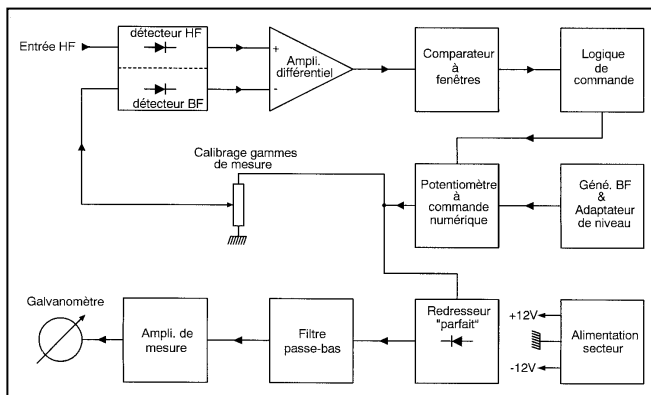 Entrée HF
détecteur HF
détecteur BF
+
-
Ampli.
différentiel
Comparateur
à
fenêtres
Logique
de
commande
Calibrage gammes
de mesure
Potentiomètre
à
commande
numérique
Géné. BF
&
Adaptateur
de niveau
Galvanomètre
Ampli. de
mesure
Filtre
passe-bas
Redresseur
"parfait"
+12V
-12V
Alimentation
secteur